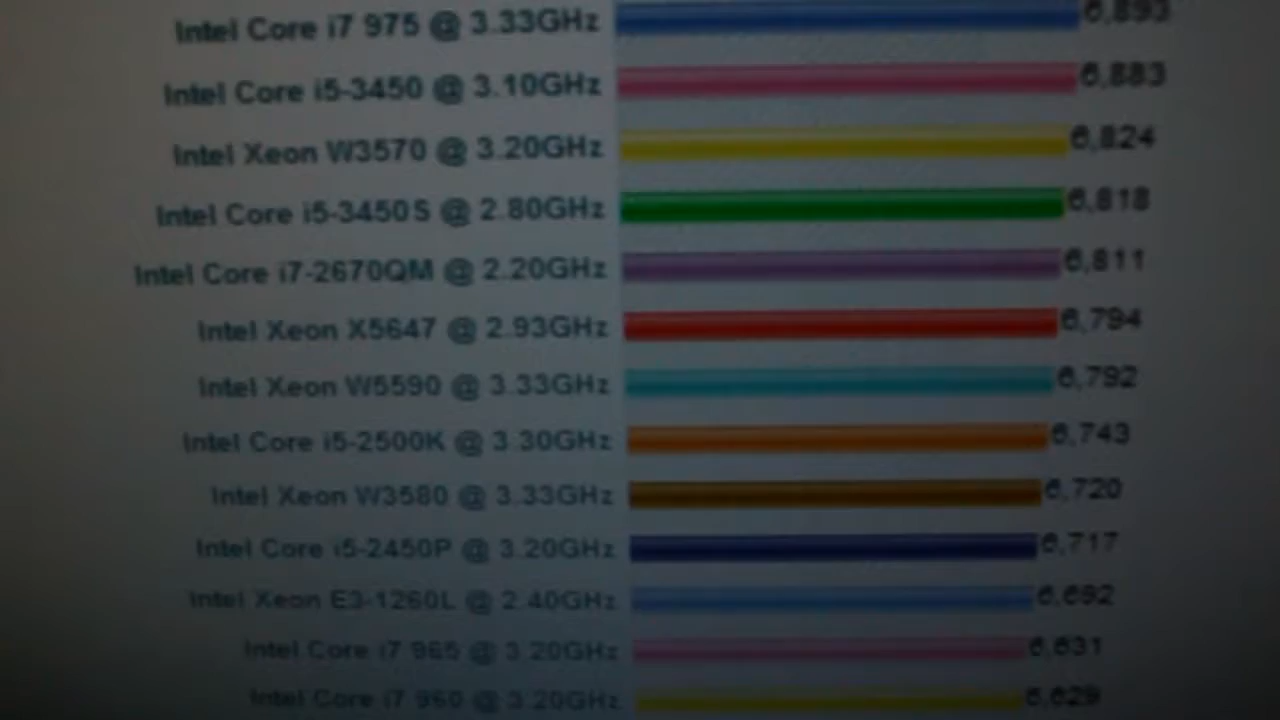 Intel Core i7 975 @ 3.33GHz 6,893
Intel Core i5-3450 @ 3.10GHz 6,883
Intel Xeon W3570 @ 3.20GHz 6,824
Intel Core i5-3450S @ 2.80GHz 6,818
Intel Core i7-2670QM @ 2.20GHz 6,811
Intel Xeon X5647 @ 2.93GHz 6,794
Intel Xeon W5590 @ 3.33GHz 6,792
Intel Core i5-2500K @ 3.30GHz 6,743
Intel Xeon W3580 @ 3.33GHz 6,720
Intel Core i5-2450P @ 3.20GHz 6,717
Intel Xeon E3-1260L @ 2.40GHz 6,692
Intel Core i7 965 @ 3.20GHz 6,631
Intel Core i7 960 @ 3.20GHz 6,629